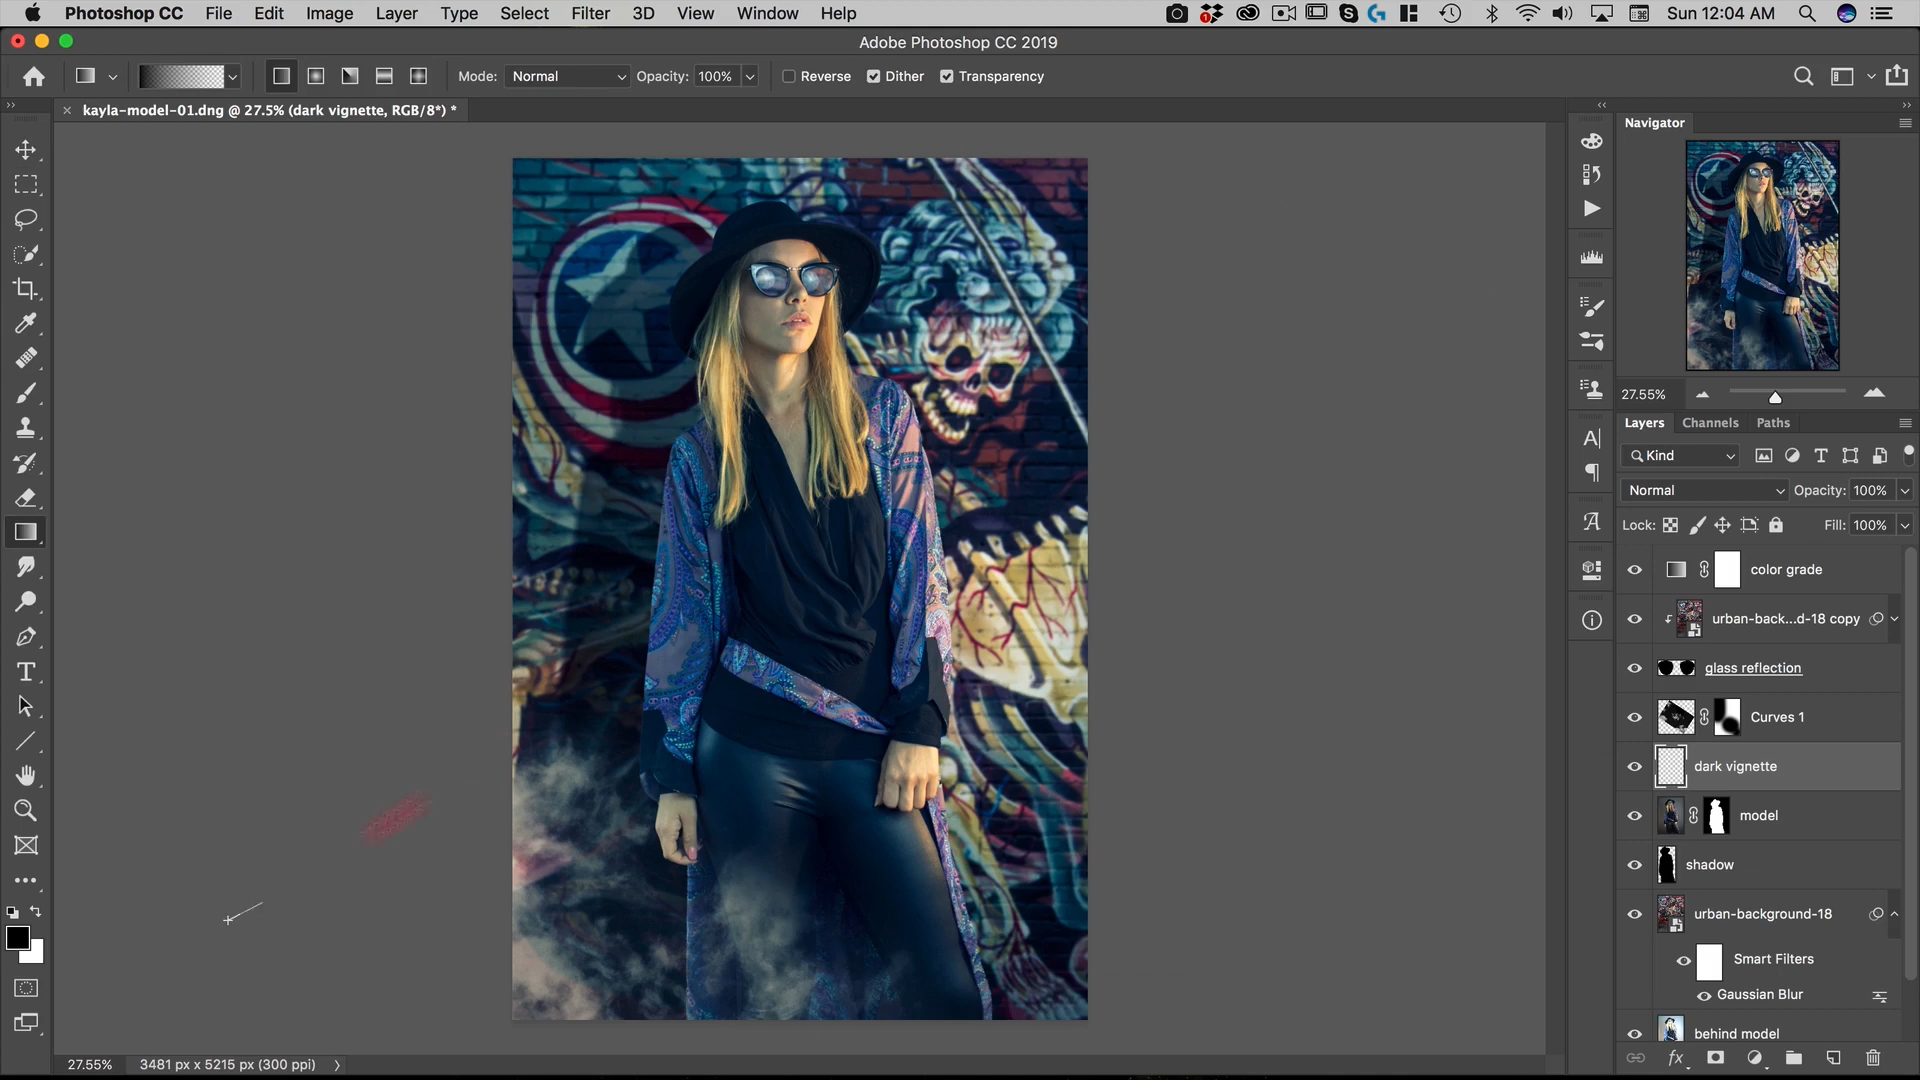 Photoshop CC File Edit Image Layer Type Select Filter 3D View Window Help
1
Sun 12:04 AM
Adobe Photoshop CC 2019
Mode: Normal Opacity: 100% Reverse Dither Transparency
kayla-model-01.dng @ 27.5% (dark vignette, RGB/8*) *
Navigator
27.55%
Layers Channels Paths
Kind
Normal Opacity: 100%
Lock: Fill: 100%
color grade
urban-back...d-18 copy
glass reflection
Curves 1
dark vignette
model
shadow
urban-background-18
Smart Filters
Gaussian Blur
behind model
fx
27.55% 3481 px x 5215 px (300 ppi)